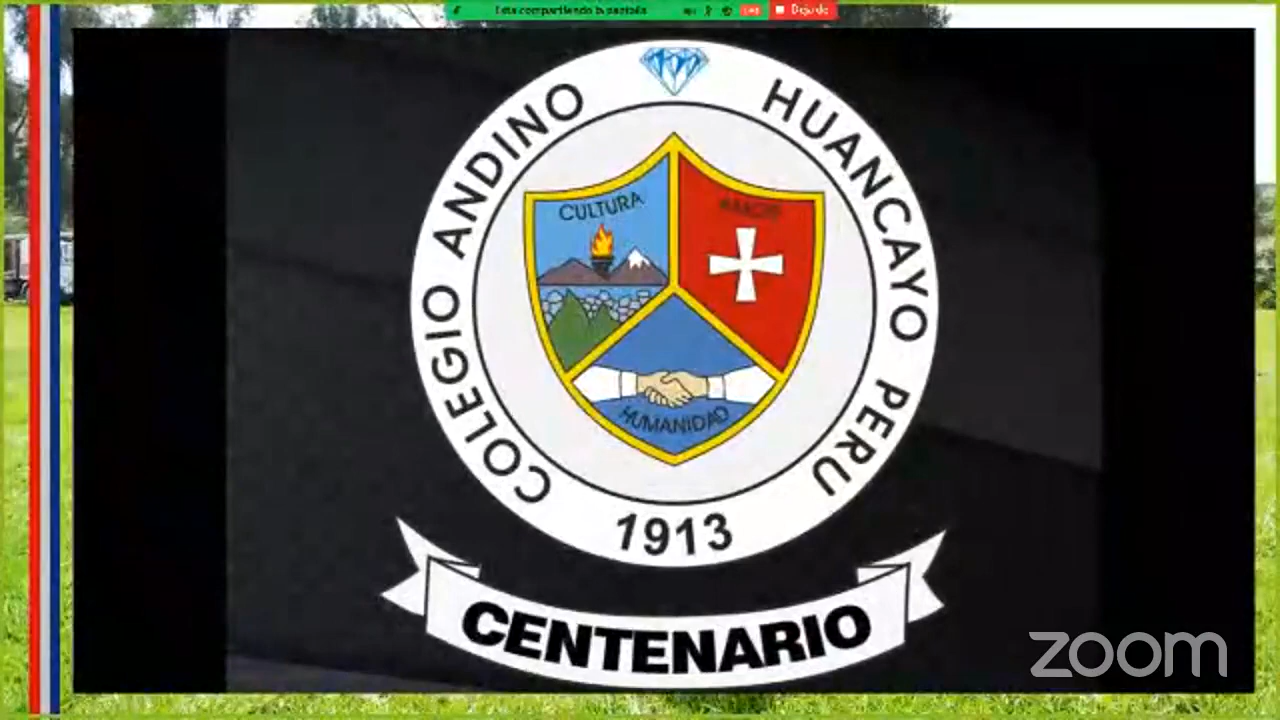 COLEGIO ANDINO
HUANCAYO PERU
CULTURA
HUMANIDAD
1913
CENTENARIO
zoom